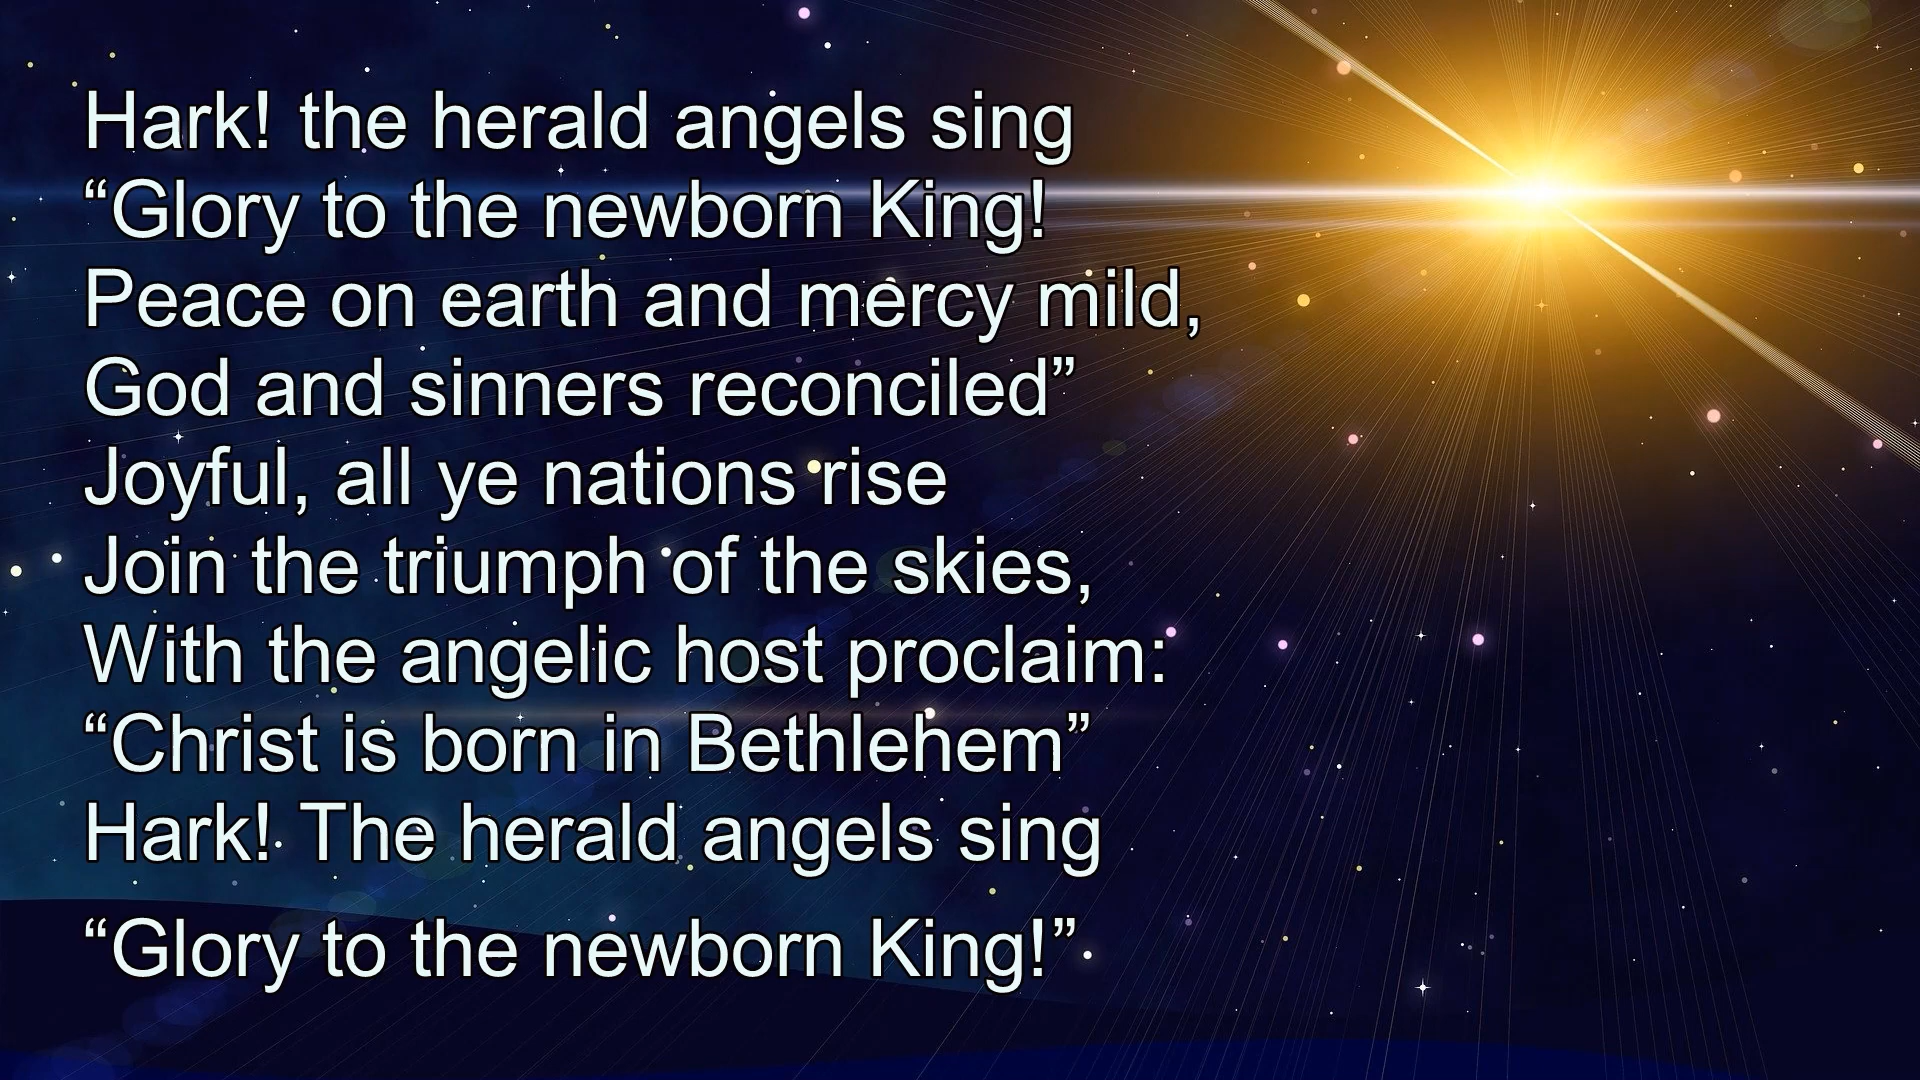 Hark! the herald angels sing
“Glory to the newborn King!
Peace on earth and mercy mild,
God and sinners reconciled”
Joyful, all ye nations rise
Join the triumph of the skies,
With the angelic host proclaim:
“Christ is born in Bethlehem”
Hark! The herald angels sing
“Glory to the newborn King!”